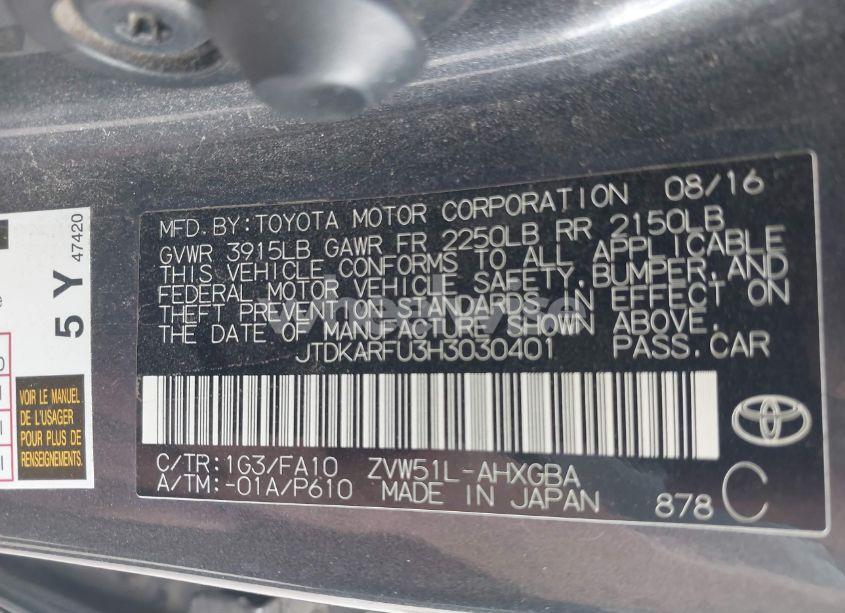 MFD. BY: TOYOTA MOTOR CORPORATION 08/16
GVWR 3915LB GAWR FR 2250LB RR 2150LB
THIS VEHICLE CONFORMS TO ALL APPLICABLE
FEDERAL MOTOR VEHICLE SAFETY, BUMPER, AND
THEFT PREVENTION STANDARDS IN EFFECT ON
THE DATE OF MANUFACTURE SHOWN ABOVE.
JTDKARFU3H3030401 PASS. CAR
C/TR: 1G3/FA10 ZVW51L-AHXGBA
A/TM: -01A/P610 MADE IN JAPAN 878 C
5 Y 47420
VOIR LE MANUEL
DE L'USAGER
POUR PLUS DE
RENSEIGNEMENTS.